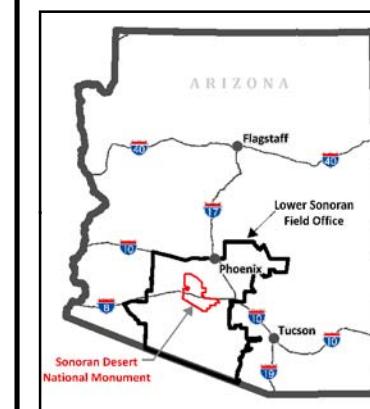 ARIZONA
Flagstaff
40
40
Lower Sonoran
Field Office
17
10
Phoenix
8
10
Tucson
10
Sonoran Desert
National Monument
19